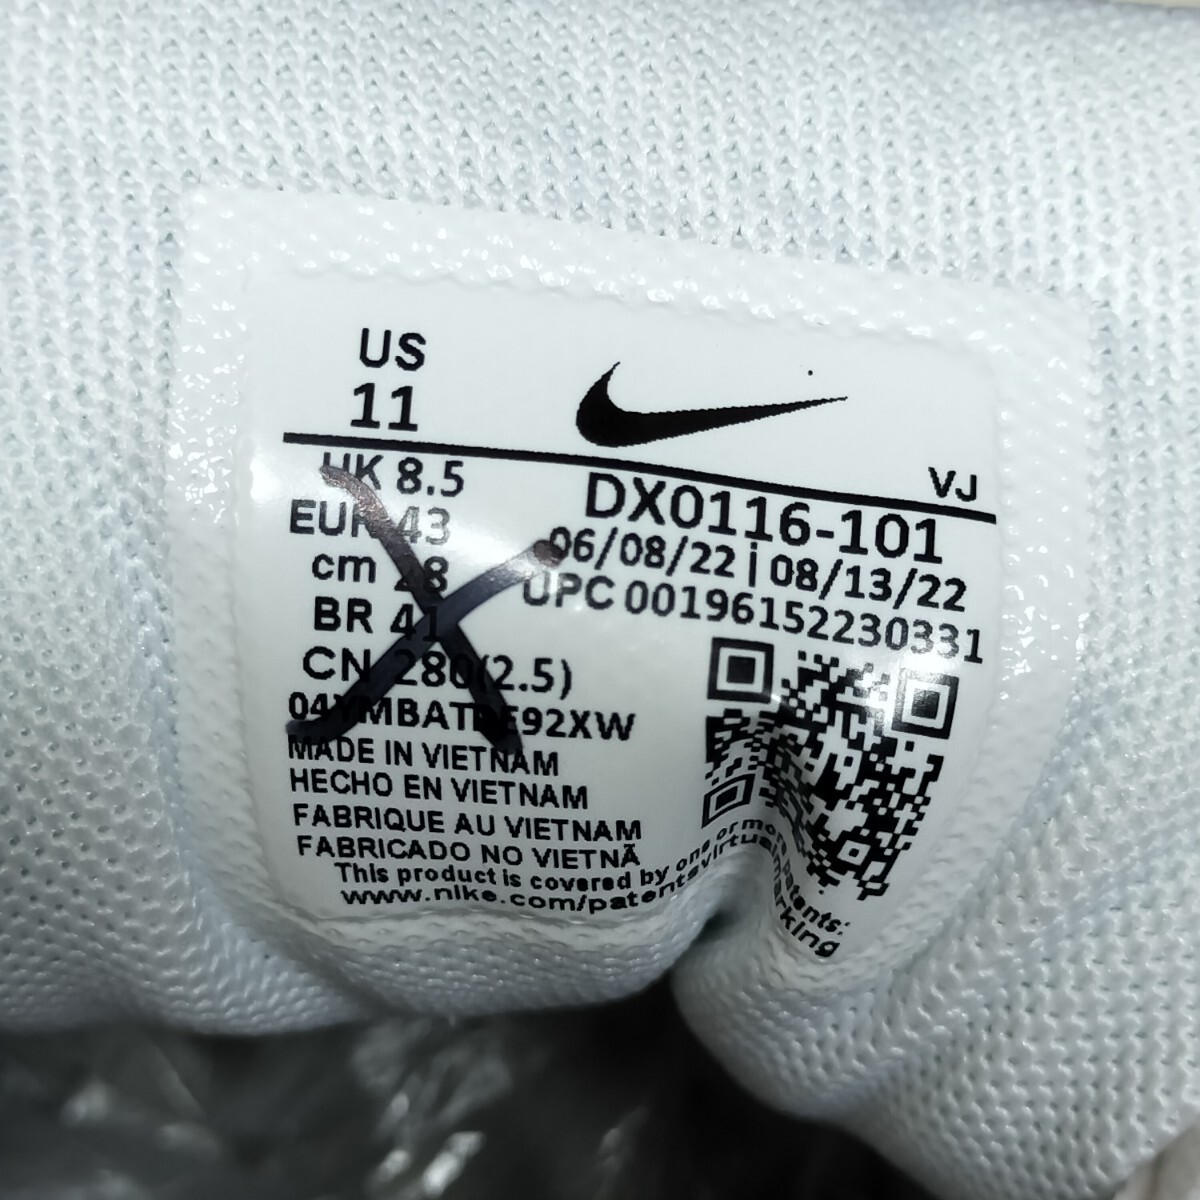 US
11
VJ
UK 8.5
EUR 43
cm 28
BR 41
CN 280(2.5)
DX0116-101
06/08/22 | 08/13/22
UPC 00196152230331
MADE IN VIETNAM
HECHO EN VIETNAM
FABRIQUE AU VIETNAM
FABRICADO NO VIETNÃ
This product is covered by one or more patents:
www.nike.com/patentsvirtualmarking